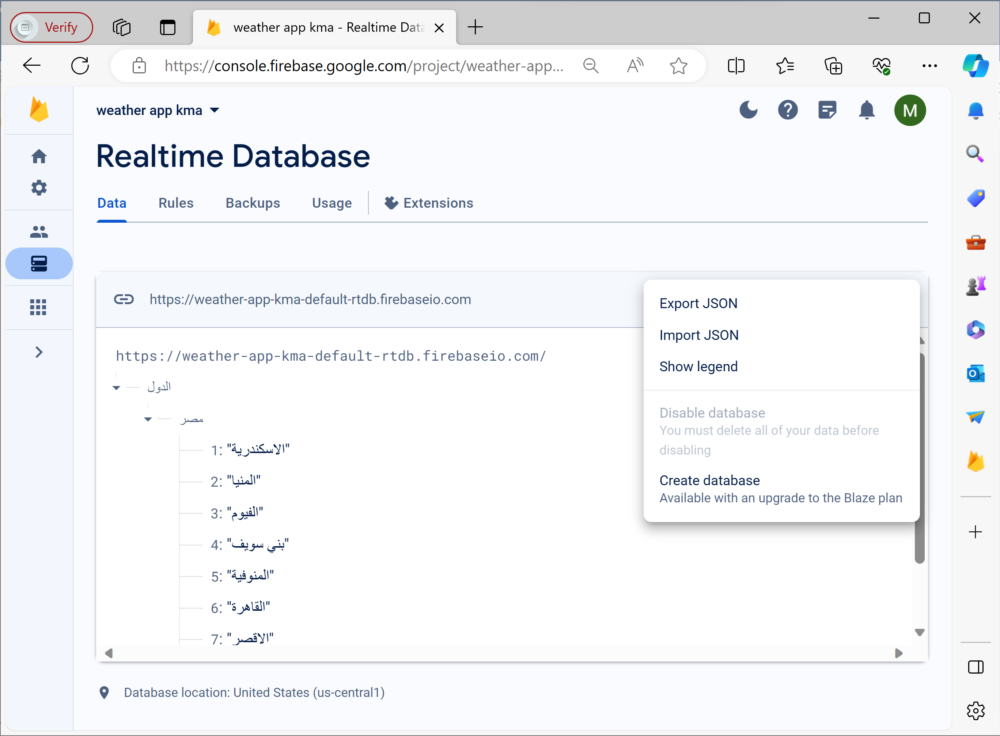 Verify
weather app kma - Realtime Data
https://console.firebase.google.com/project/weather-app...
weather app kma
M
Realtime Database
Data
Rules
Backups
Usage
Extensions
https://weather-app-kma-default-rtdb.firebaseio.com
Export JSON
Import JSON
Show legend
Disable database
You must delete all of your data before
disabling
Create database
Available with an upgrade to the Blaze plan
https://weather-app-kma-default-rtdb.firebaseio.com/
الدول
مصر
1: "الاسكندرية"
2: "المنيا"
3: "الفيوم"
4: "بني سويف"
5: "المنوفية"
6: "القاهرة"
7: "الاقصر"
Database location: United States (us-central1)